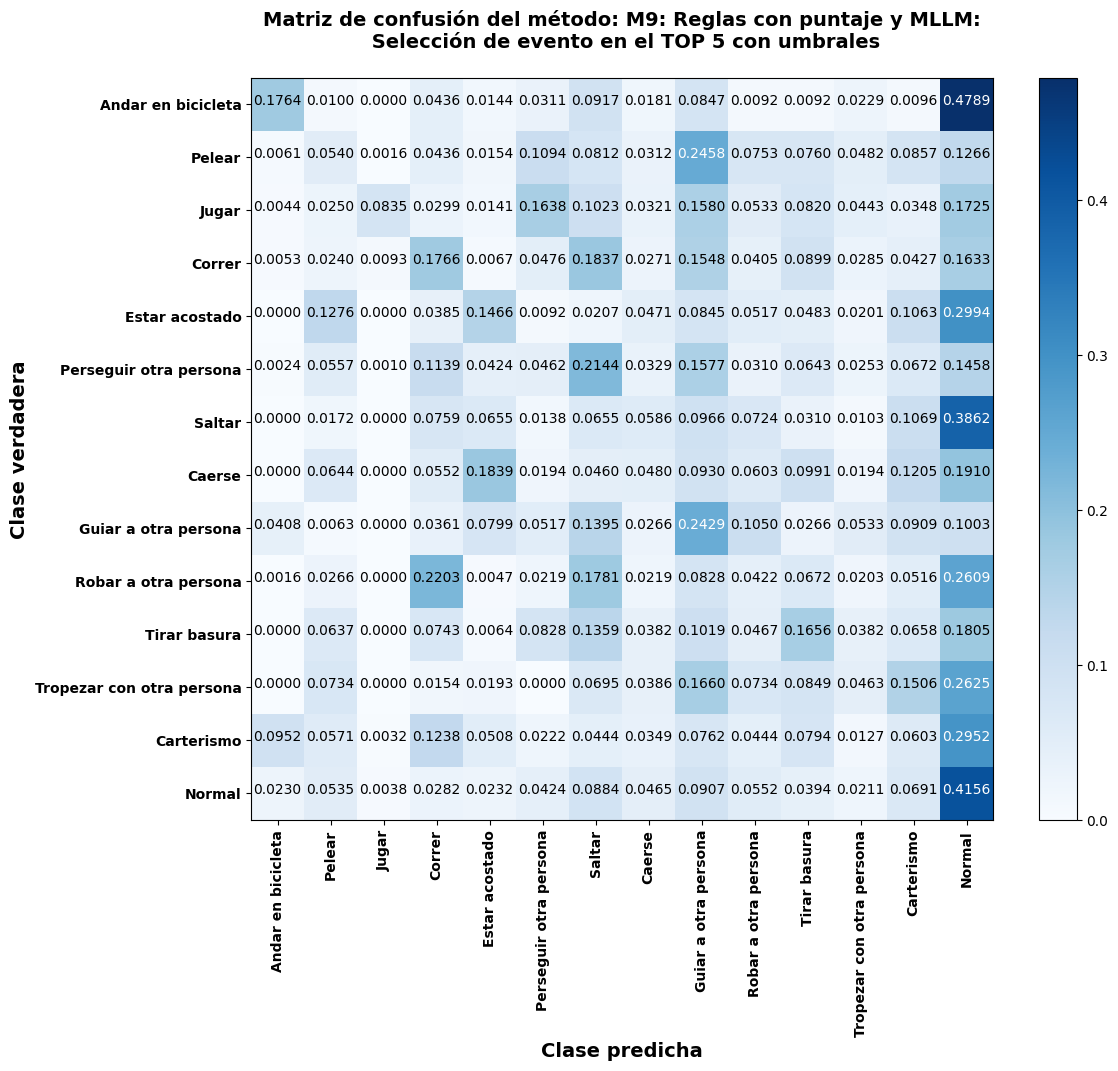 Matriz de confusión del método: M9: Reglas con puntaje y MLLM:
Selección de evento en el TOP 5 con umbrales
Clase verdadera
Andar en bicicleta 0.1764 0.0100 0.0000 0.0436 0.0144 0.0311 0.0917 0.0181 0.0847 0.0092 0.0092 0.0229 0.0096 0.4789
Pelear 0.0061 0.0540 0.0016 0.0436 0.0154 0.1094 0.0812 0.0312 0.2458 0.0753 0.0760 0.0482 0.0857 0.1266
Jugar 0.0044 0.0250 0.0835 0.0299 0.0141 0.1638 0.1023 0.0321 0.1580 0.0533 0.0820 0.0443 0.0348 0.1725
Correr 0.0053 0.0240 0.0093 0.1766 0.0067 0.0476 0.1837 0.0271 0.1548 0.0405 0.0899 0.0285 0.0427 0.1633
Estar acostado 0.0000 0.1276 0.0000 0.0385 0.1466 0.0092 0.0207 0.0471 0.0845 0.0517 0.0483 0.0201 0.1063 0.2994
Perseguir otra persona 0.0024 0.0557 0.0010 0.1139 0.0424 0.0462 0.2144 0.0329 0.1577 0.0310 0.0643 0.0253 0.0672 0.1458
Saltar 0.0000 0.0172 0.0000 0.0759 0.0655 0.0138 0.0655 0.0586 0.0966 0.0724 0.0310 0.0103 0.1069 0.3862
Caerse 0.0000 0.0644 0.0000 0.0552 0.1839 0.0194 0.0460 0.0480 0.0930 0.0603 0.0991 0.0194 0.1205 0.1910
Guiar a otra persona 0.0408 0.0063 0.0000 0.0361 0.0799 0.0517 0.1395 0.0266 0.2429 0.1050 0.0266 0.0533 0.0909 0.1003
Robar a otra persona 0.0016 0.0266 0.0000 0.2203 0.0047 0.0219 0.1781 0.0219 0.0828 0.0422 0.0672 0.0203 0.0516 0.2609
Tirar basura 0.0000 0.0637 0.0000 0.0743 0.0064 0.0828 0.1359 0.0382 0.1019 0.0467 0.1656 0.0382 0.0658 0.1805
Tropezar con otra persona 0.0000 0.0734 0.0000 0.0154 0.0193 0.0000 0.0695 0.0386 0.1660 0.0734 0.0849 0.0463 0.1506 0.2625
Carterismo 0.0952 0.0571 0.0032 0.1238 0.0508 0.0222 0.0444 0.0349 0.0762 0.0444 0.0794 0.0127 0.0603 0.2952
Normal 0.0230 0.0535 0.0038 0.0282 0.0232 0.0424 0.0884 0.0465 0.0907 0.0552 0.0394 0.0211 0.0691 0.4156
Andar en bicicleta
Pelear
Jugar
Correr
Estar acostado
Perseguir otra persona
Saltar
Caerse
Guiar a otra persona
Robar a otra persona
Tirar basura
Tropezar con otra persona
Carterismo
Normal
Clase predicha
0.4
0.3
0.2
0.1
0.0